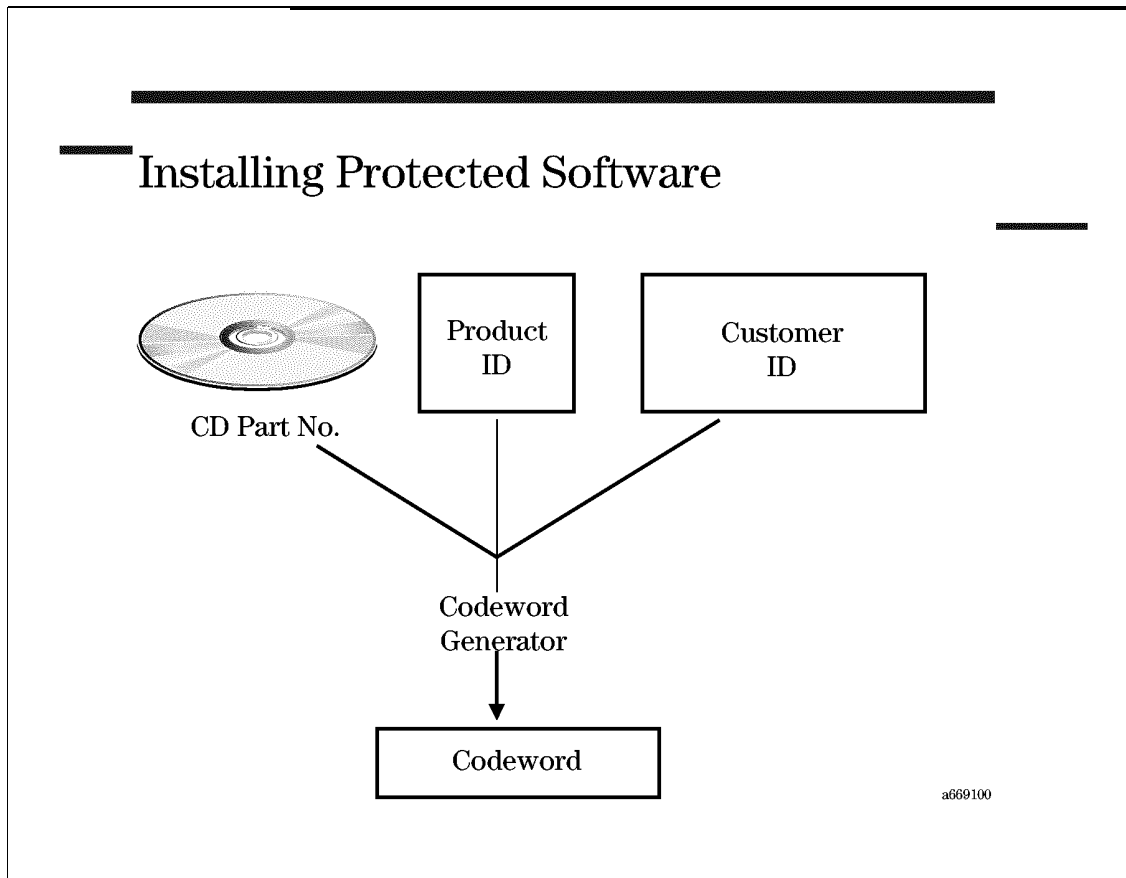 Installing Protected Software
Product
ID
Customer
ID
CD Part No.
Codeword
Generator
Codeword
a669100